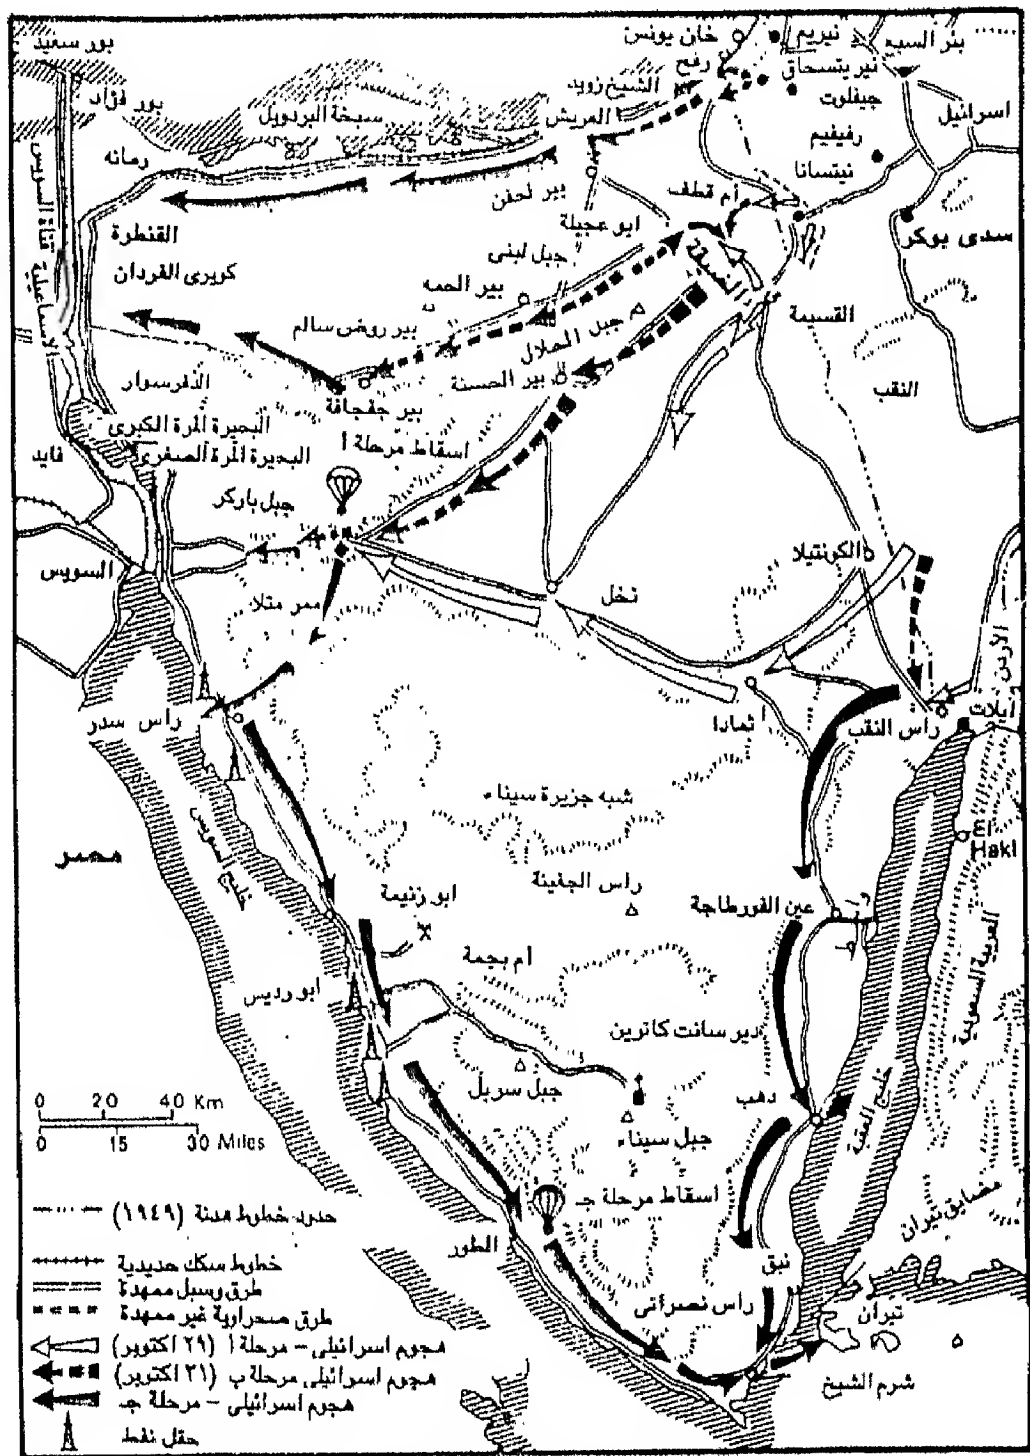 بور سعيد
بور فؤاد
سبخة البردويل
الشيخ زويد
العريش
خان يونس
رفح
نيريم
نير يتسحاق
جيفلوت
بئر السبع
اسرائيل
رفيفيم
نيتسانا
سدى بوكر
رمانه
بير لحفن
أم قطف
ابو عجيلة
القنطرة
كوبرى الفردان
قناة السويس
الاسماعيلية
جبل لبنى
بير الحمه
بير روض سالم
جبل الحلال
بير الحسنة
القسيمة
النقب
الدفرسوار
بير جفجافة
البحيرة المرة الكبرى
البحيرة المرة الصغرى
اسقاط مرحلة أ
فايد
جبل باركر
السويس
ممر متلا
نخل
الكونتيلا
الأردن
ايلات
راس النقب
ثمادا
راس سدر
شبه جزيرة سيناء
مصر
خليج السويس
El Hakl
راس الجفينة
عين الفورطاجة
ابو زنيمة
أم بجمة
ابو رديس
العربية السعودية
دير سانت كاترين
دهب
خليج العقبة
جبل سربل
جبل سيناء
مضايق تيران
اسقاط مرحلة جـ
الطور
نبق
راس نصرانى
تيران
شرم الشيخ
0 20 40 Km
0 15 30 Miles
حدود خطوط هدنة (١٩٤٩)
خطوط سكك حديدية
طرق وسبل ممهدة
طرق صحراوية غير ممهدة
هجوم اسرائيلى - مرحلة أ (٢٩ اكتوبر)
هجوم اسرائيلى مرحلة ب (٣١ اكتوبر)
هجوم اسرائيلى - مرحلة جـ
حقل نفط